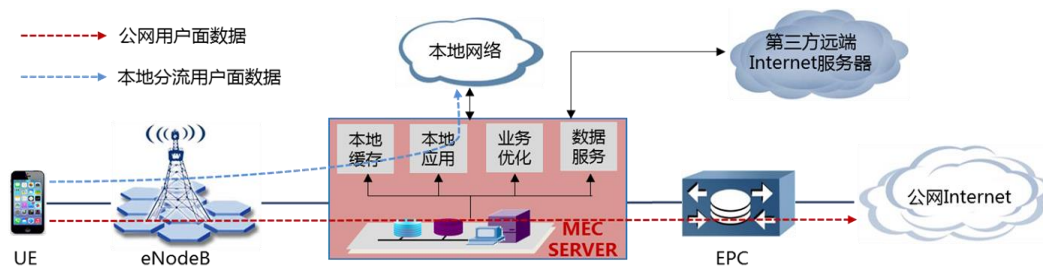 公网用户面数据
本地分流用户面数据
本地网络
第三方远端
Internet服务器
本地
缓存
本地
应用
业务
优化
数据
服务
公网Internet
MEC
SERVER
UE
eNodeB
EPC